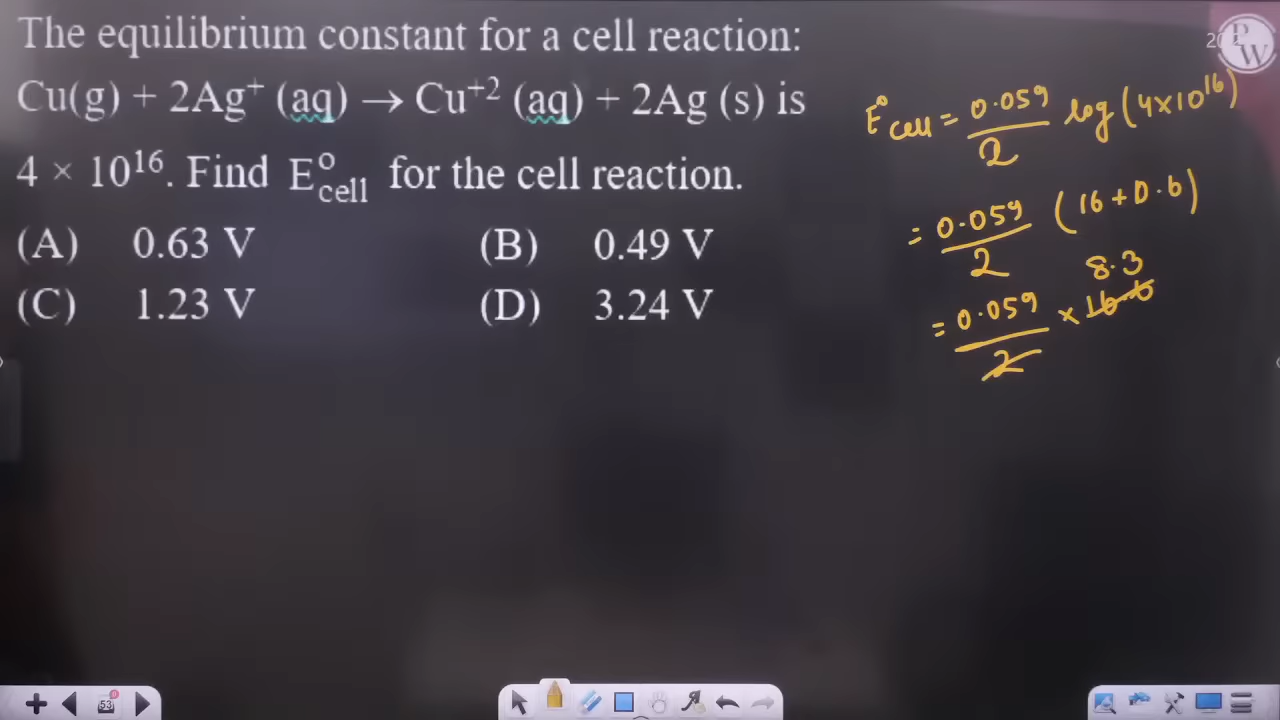 The equilibrium constant for a cell reaction:
Cu(g) + 2Ag⁺ (aq) → Cu⁺² (aq) + 2Ag (s) is
4 × 10¹⁶. Find E°cell for the cell reaction.
(A) 0.63 V (B) 0.49 V
(C) 1.23 V (D) 3.24 V
E°cell = 0.059/2 log (4×10¹⁶)
= 0.059/2 (16 + 0.6)
8.3
= 0.059/2 × 16.6
PW
53